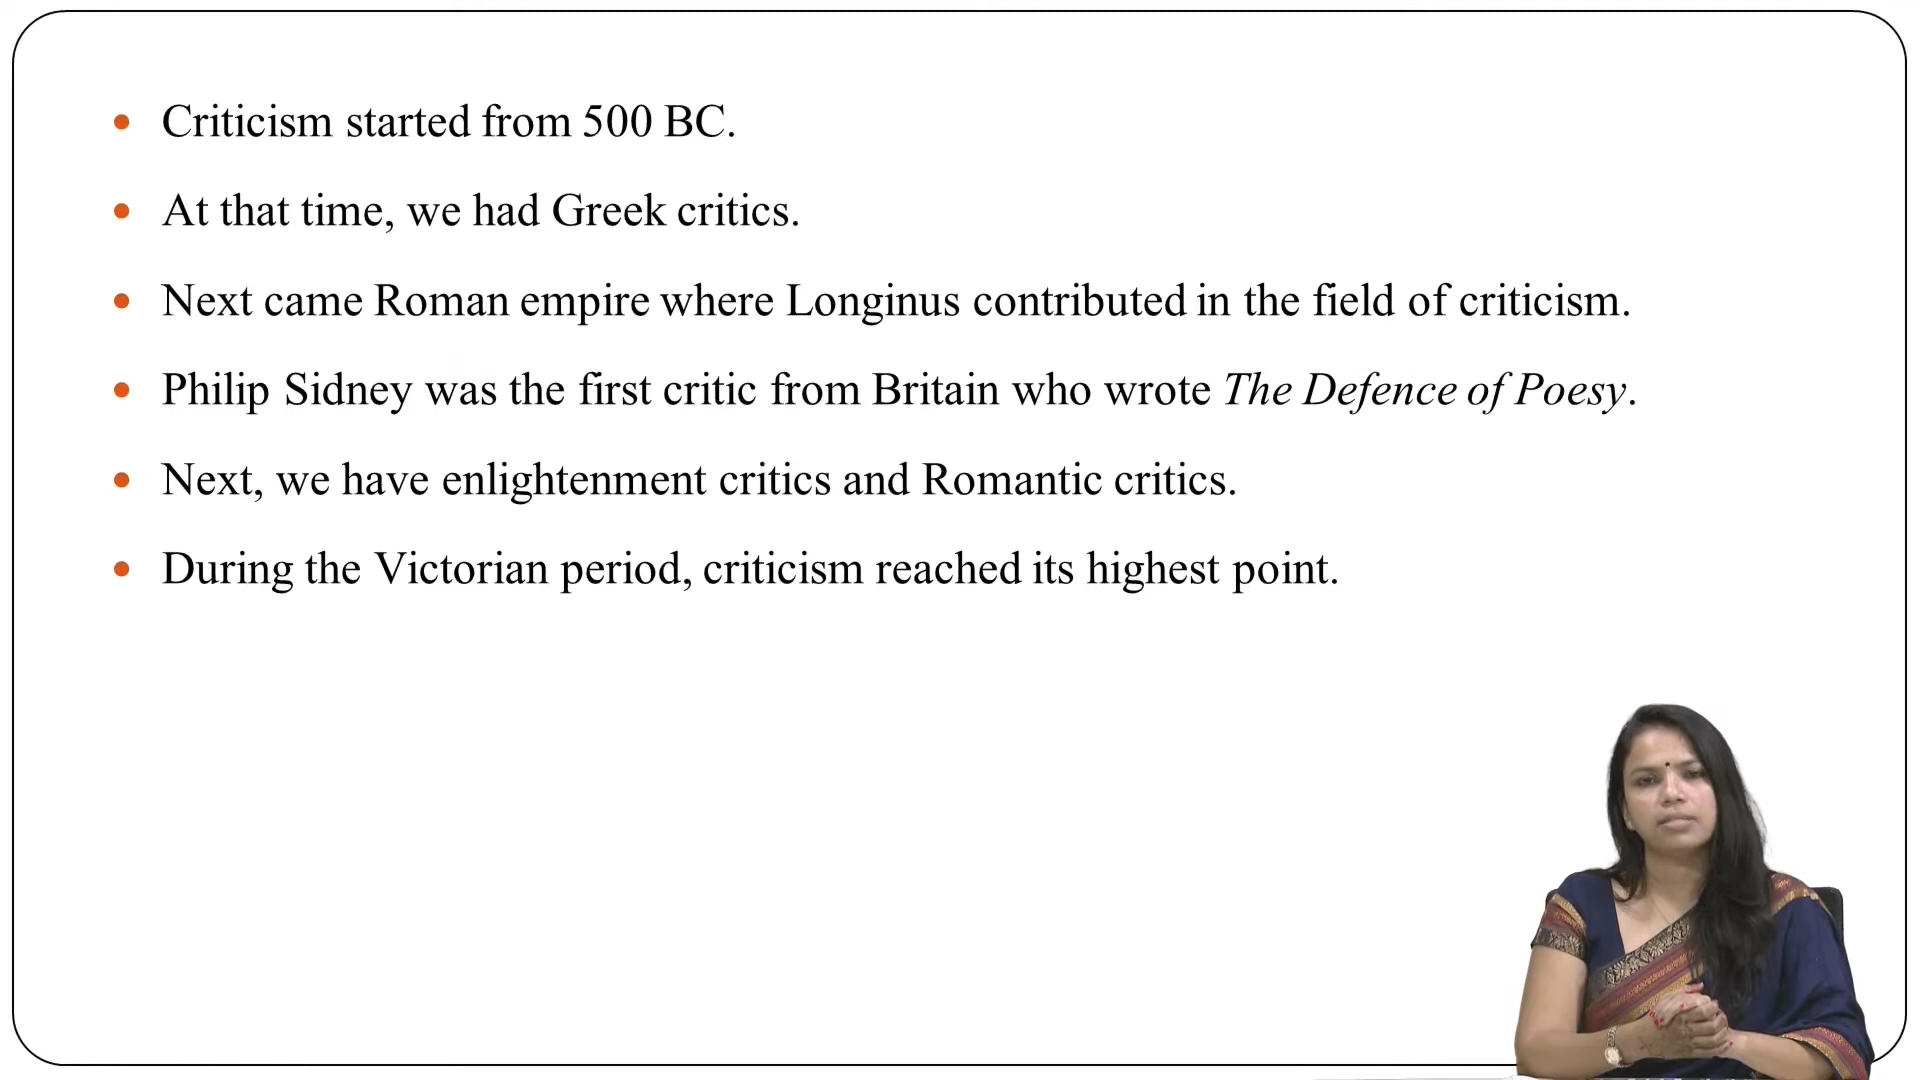 Criticism started from 500 BC.
At that time, we had Greek critics.
Next came Roman empire where Longinus contributed in the field of criticism.
Philip Sidney was the first critic from Britain who wrote The Defence of Poesy.
Next, we have enlightenment critics and Romantic critics.
During the Victorian period, criticism reached its highest point.